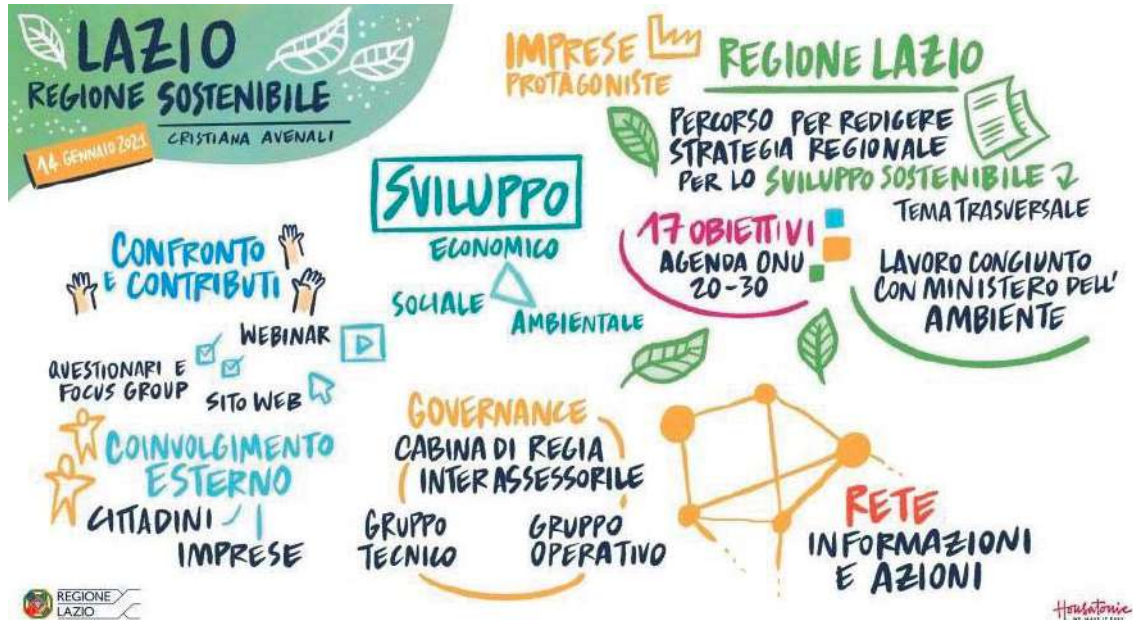 LAZIO
REGIONE SOSTENIBILE
CRISTIANA AVENALI
14 GENNAIO 2021
IMPRESE
PROTAGONISTE
REGIONE LAZIO
PERCORSO PER REDIGERE
STRATEGIA REGIONALE
PER LO SVILUPPO SOSTENIBILE
TEMA TRASVERSALE
SVILUPPO
ECONOMICO
SOCIALE
AMBIENTALE
17 OBIETTIVI
AGENDA ONU
20-30
LAVORO CONGIUNTO
CON MINISTERO DELL'
AMBIENTE
CONFRONTO
E CONTRIBUTI
WEBINAR
QUESTIONARI E
FOCUS GROUP
SITO WEB
COINVOLGIMENTO
ESTERNO
CITTADINI
IMPRESE
GOVERNANCE
CABINA DI REGIA
INTERASSESSORILE
GRUPPO
TECNICO
GRUPPO
OPERATIVO
RETE
INFORMAZIONI
E AZIONI
REGIONE
LAZIO
Housatonic